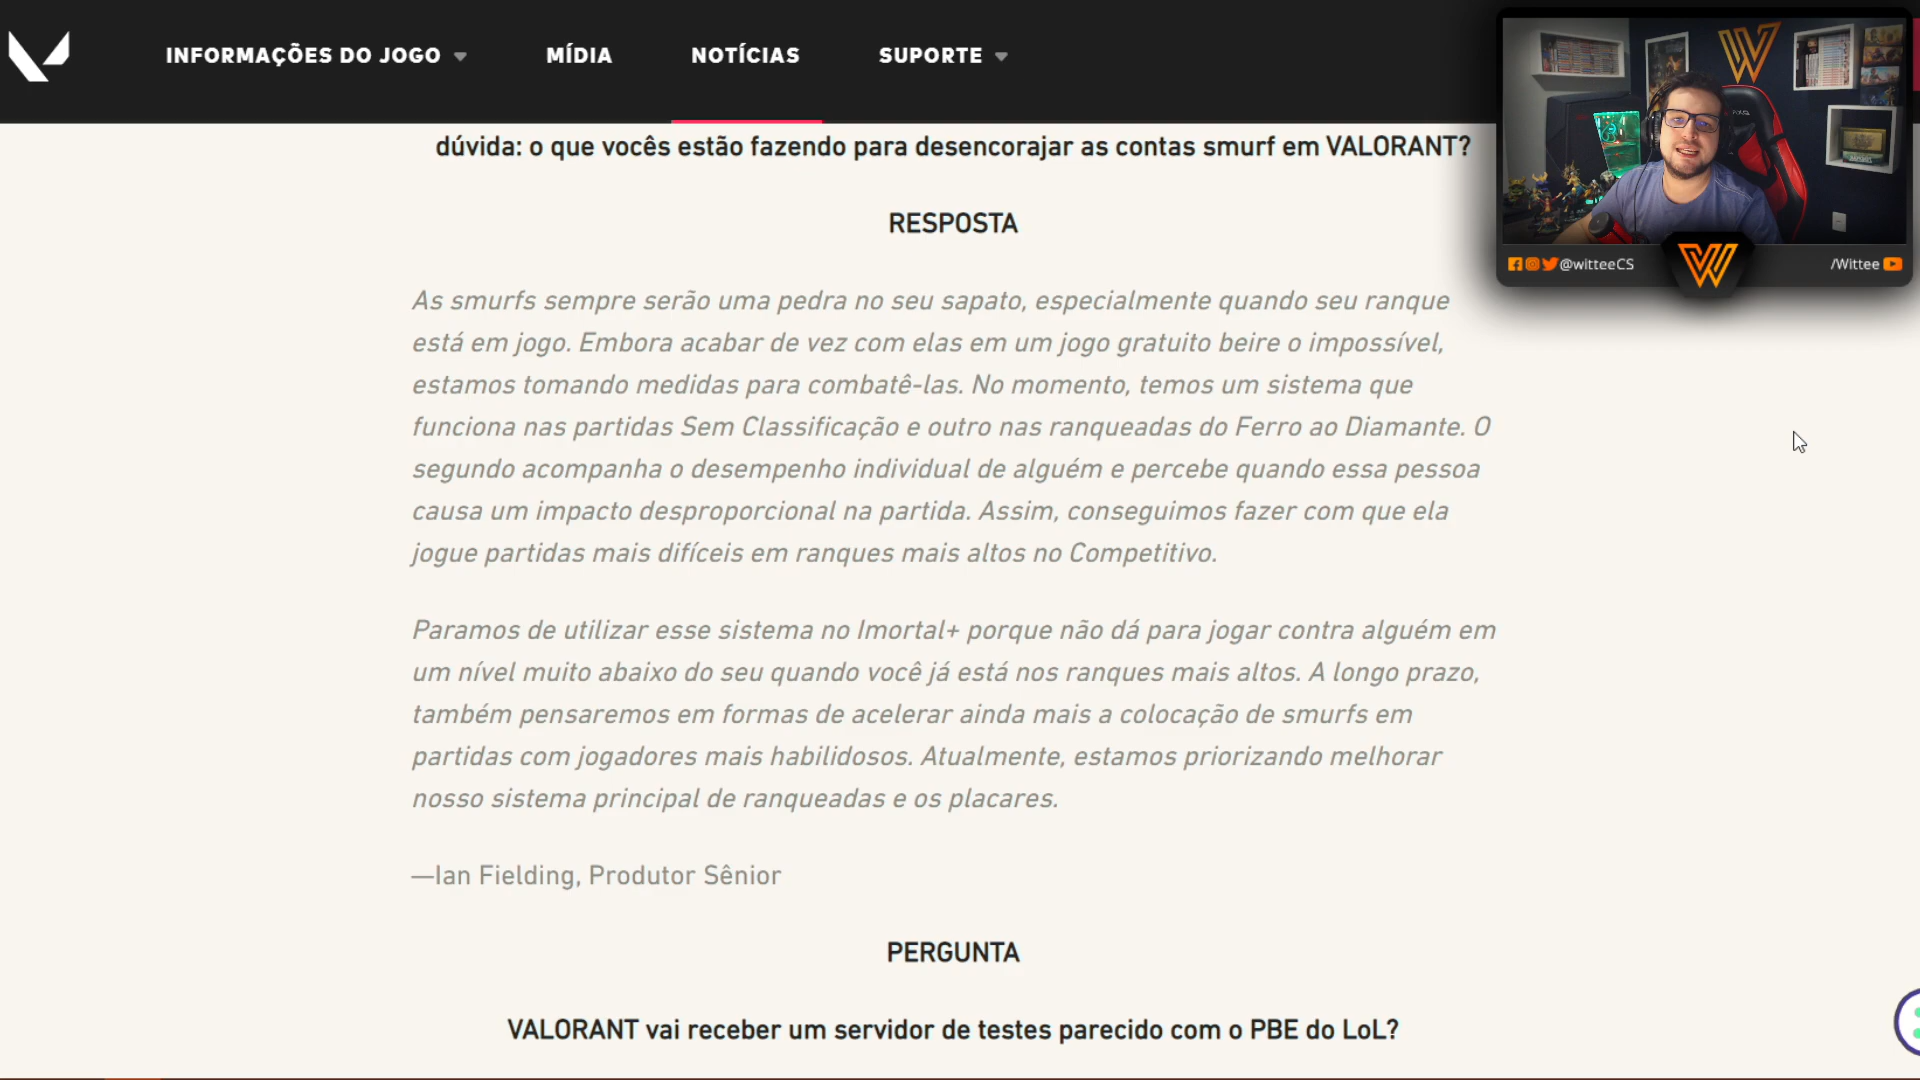 INFORMAÇÕES DO JOGO
MÍDIA
NOTÍCIAS
SUPORTE
@witteeCS
/Wittee
dúvida: o que vocês estão fazendo para desencorajar as contas smurf em VALORANT?
RESPOSTA
As smurfs sempre serão uma pedra no seu sapato, especialmente quando seu ranque
está em jogo. Embora acabar de vez com elas em um jogo gratuito beire o impossível,
estamos tomando medidas para combatê-las. No momento, temos um sistema que
funciona nas partidas Sem Classificação e outro nas ranqueadas do Ferro ao Diamante. O
segundo acompanha o desempenho individual de alguém e percebe quando essa pessoa
causa um impacto desproporcional na partida. Assim, conseguimos fazer com que ela
jogue partidas mais difíceis em ranques mais altos no Competitivo.
Paramos de utilizar esse sistema no Imortal+ porque não dá para jogar contra alguém em
um nível muito abaixo do seu quando você já está nos ranques mais altos. A longo prazo,
também pensaremos em formas de acelerar ainda mais a colocação de smurfs em
partidas com jogadores mais habilidosos. Atualmente, estamos priorizando melhorar
nosso sistema principal de ranqueadas e os placares.
—Ian Fielding, Produtor Sênior
PERGUNTA
VALORANT vai receber um servidor de testes parecido com o PBE do LoL?